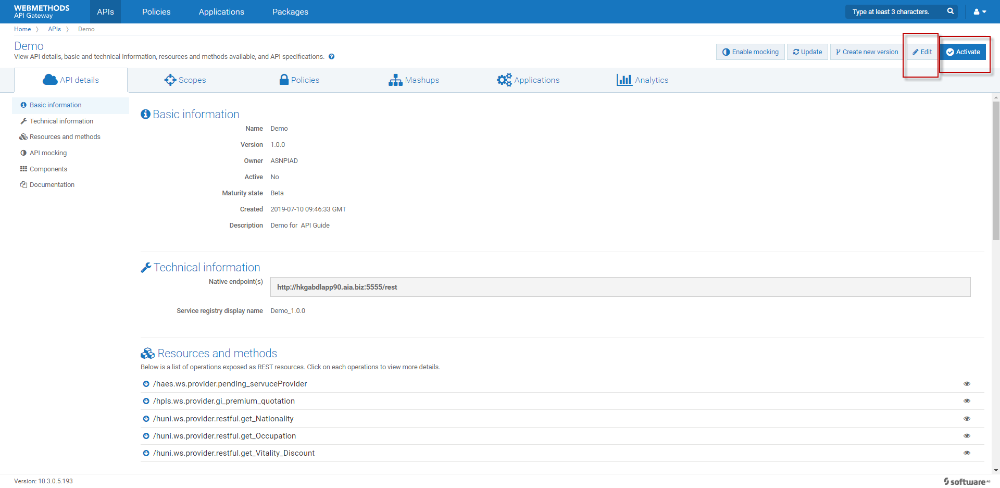 WEBMETHODS
API Gateway
APIs Policies Applications Packages
Type at least 3 characters.
Home APIs Demo
Demo
View API details, basic and technical information, resources and methods available, and API specifications.
Enable mocking Update Create new version Edit Activate
API details Scopes Policies Mashups Applications Analytics
Basic information
Technical information
Resources and methods
API mocking
Components
Documentation
Basic information
Name Demo
Version 1.0.0
Owner ASNPIAD
Active No
Maturity state Beta
Created 2019-07-10 09:46:33 GMT
Description Demo for API Guide
Technical information
Native endpoint(s) http://hkgabdlapp90.aia.biz:5555/rest
Service registry display name Demo_1.0.0
Resources and methods
Below is a list of operations exposed as REST resources. Click on each operations to view more details.
/haes.ws.provider.pending_servuceProvider
/hpls.ws.provider.gi_premium_quotation
/huni.ws.provider.restful.get_Nationality
/huni.ws.provider.restful.get_Occupation
/huni.ws.provider.restful.get_Vitality_Discount
Version: 10.3.0.5.193
software AG